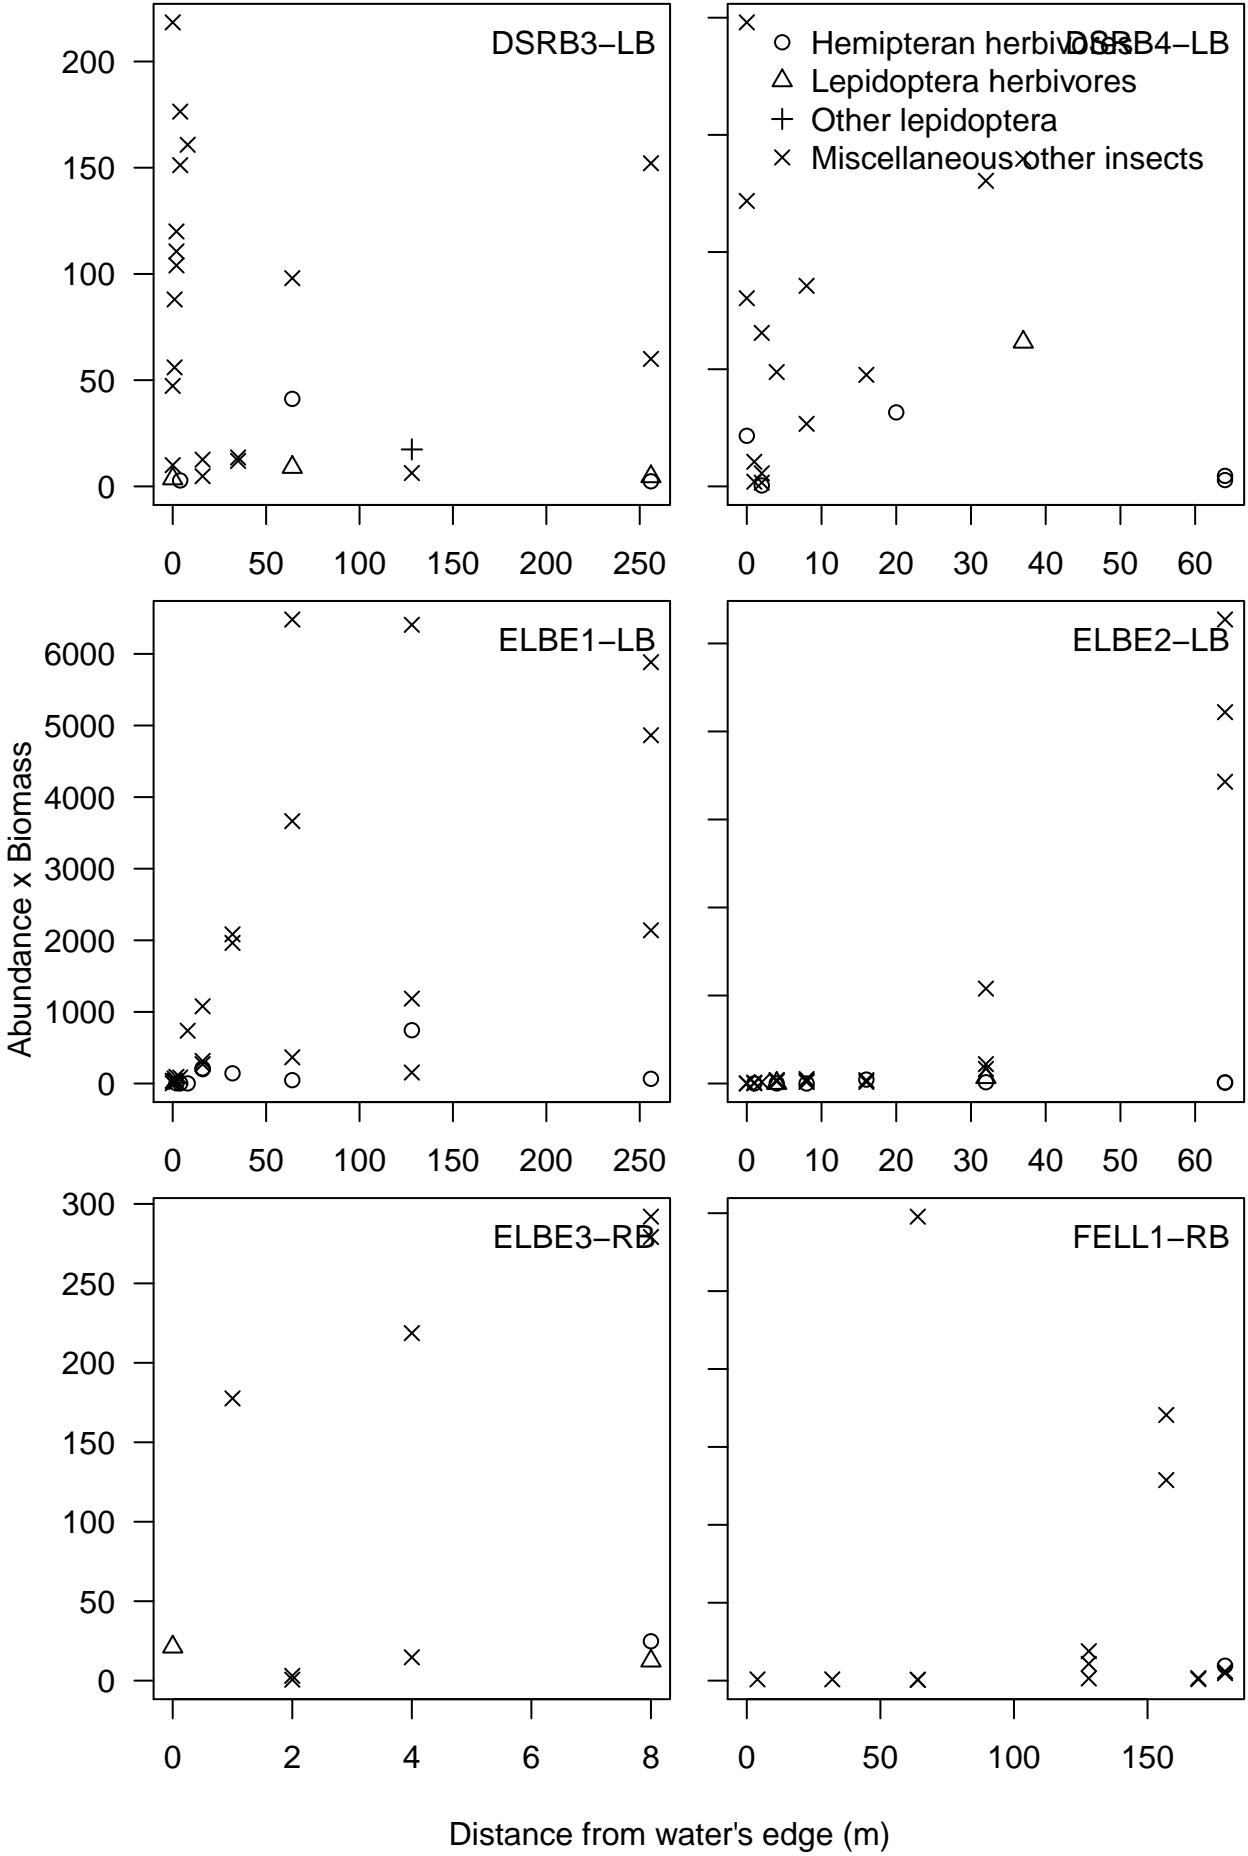 DSRB3−LB
200
150
100
50
0
0 50 100 150 200 250
DSRB4−LB
Hemipteran herbivores
Lepidoptera herbivores
Other lepidoptera
Miscellaneous other insects
0 10 20 30 40 50 60
Abundance x Biomass
ELBE1−LB
6000
5000
4000
3000
2000
1000
0
0 50 100 150 200 250
ELBE2−LB
0 10 20 30 40 50 60
ELBE3−RB
300
250
200
150
100
50
0
0 2 4 6 8
FELL1−RB
0 50 100 150
Distance from water's edge (m)